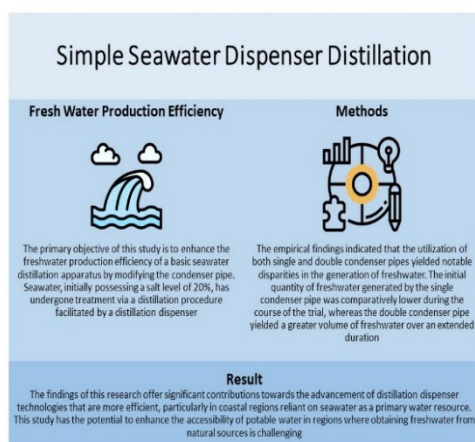 Simple Seawater Dispenser Distillation
Fresh Water Production Efficiency
The primary objective of this study is to enhance the
freshwater production efficiency of a basic seawater
distillation apparatus by modifying the condenser pipe.
Seawater, initially possessing a salt level of 20%, has
undergone treatment via a distillation procedure
facilitated by a distillation dispenser
Methods
The empirical findings indicated that the utilization of
both single and double condenser pipes yielded notable
disparities in the generation of freshwater. The initial
quantity of freshwater generated by the single
condenser pipe was comparatively lower during the
course of the trial, whereas the double condenser pipe
yielded a greater volume of freshwater over an extended
duration
Result
The findings of this research offer significant contributions towards the advancement of distillation dispenser
technologies that are more efficient, particularly in coastal regions reliant on seawater as a primary water resource.
This study has the potential to enhance the accessibility of potable water in regions where obtaining freshwater from
natural sources is challenging